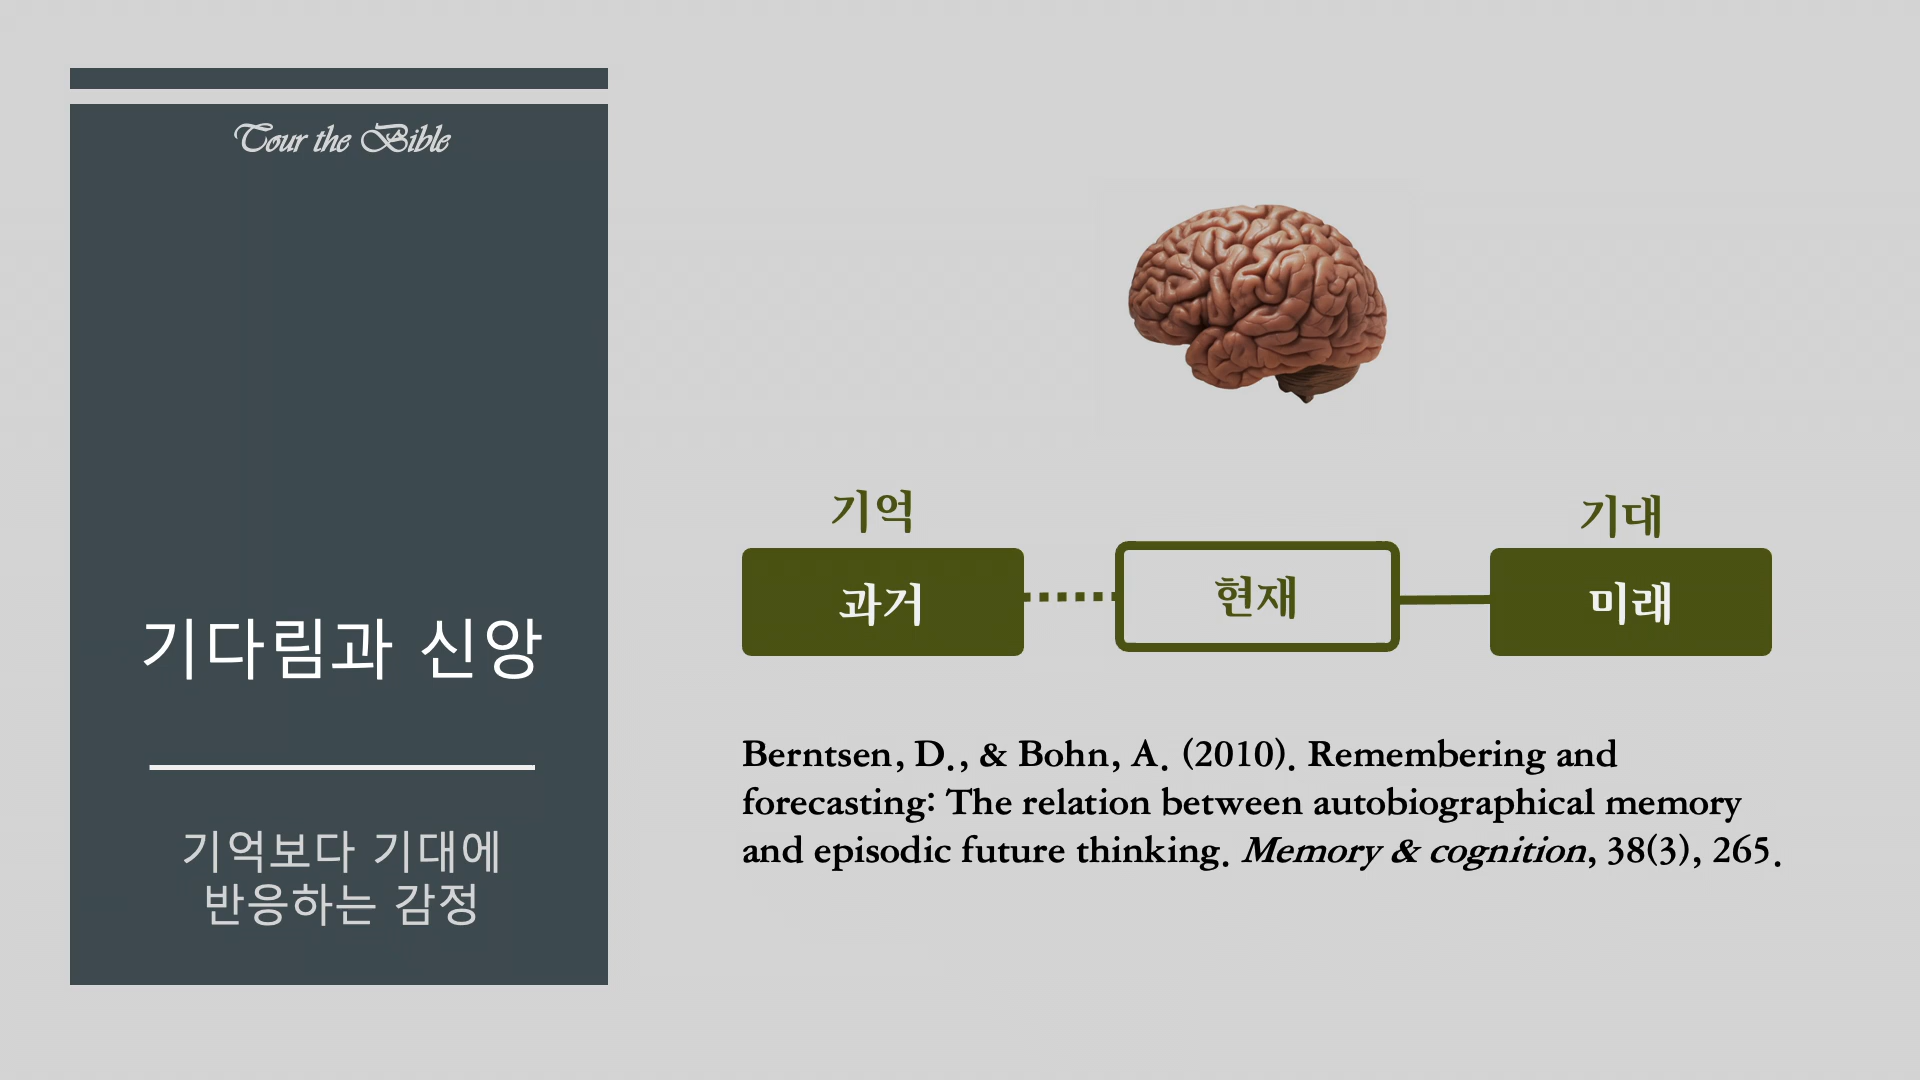 Tour the Bible
기다림과 신앙
기억보다 기대에
반응하는 감정
기억
기대
과거
현재
미래
Berntsen, D., & Bohn, A. (2010). Remembering and
forecasting: The relation between autobiographical memory
and episodic future thinking. Memory & cognition, 38(3), 265.